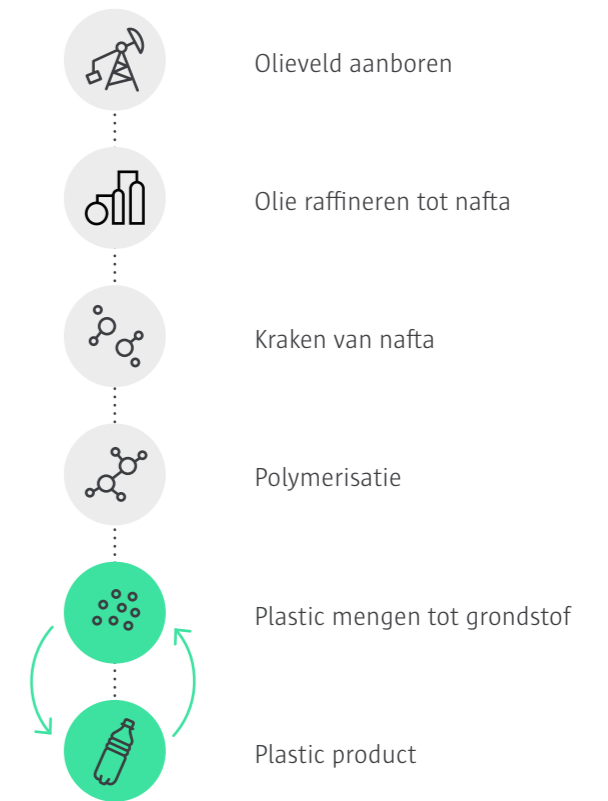 Olieveld aanboren
Olie raffineren tot nafta
Kraken van nafta
Polymerisatie
Plastic mengen tot grondstof
Plastic product